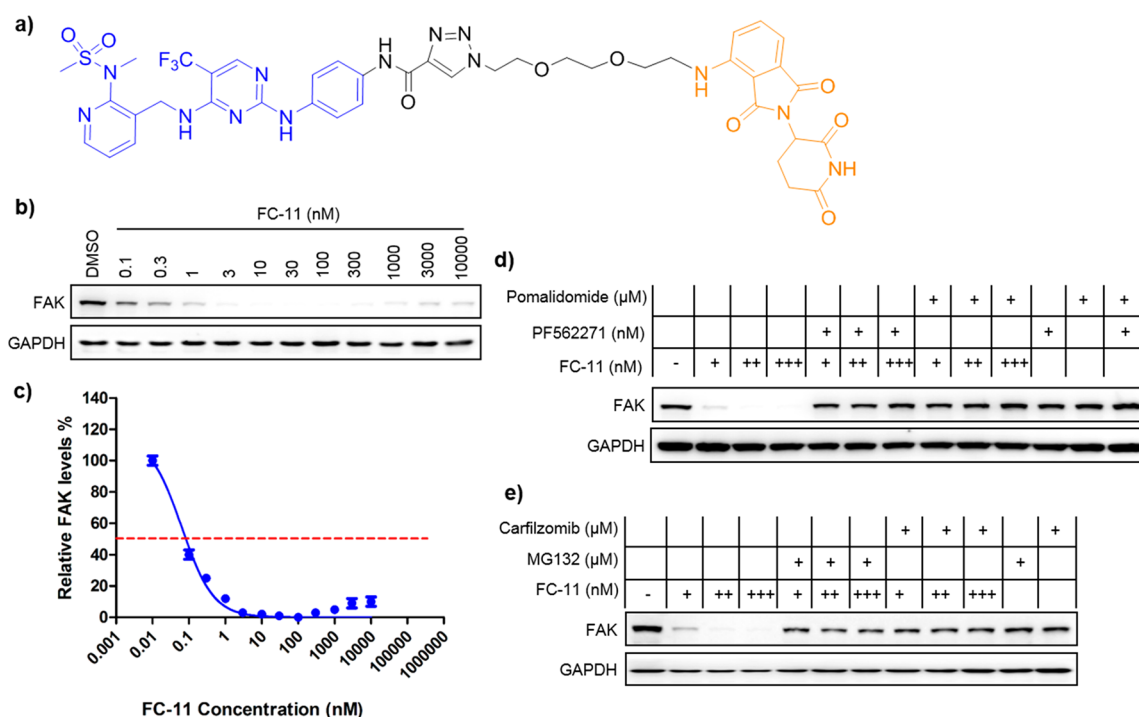 a)
O O
S
N
CF₃
N
N
N
H
N
N
H
H
N
O
N=N
N
O
O
H
N
O
O
N
O
O
NH
O
b)
FC-11 (nM)
DMSO 0.1 0.3 1 3 10 30 100 300 1000 3000 10000
FAK
GAPDH
c)
Relative FAK levels %
140
120
100
80
60
40
20
0
0.001 0.01 0.1 1 10 100 1000 10000 100000 1000000
FC-11 Concentration (nM)
d)
Pomalidomide (µM) + + + + +
PF562271 (nM) + + + + +
FC-11 (nM) - + ++ +++ + ++ +++ + ++ +++
FAK
GAPDH
e)
Carfilzomib (µM) + + + +
MG132 (µM) + + + +
FC-11 (nM) - + ++ +++ + ++ +++ + ++ +++
FAK
GAPDH